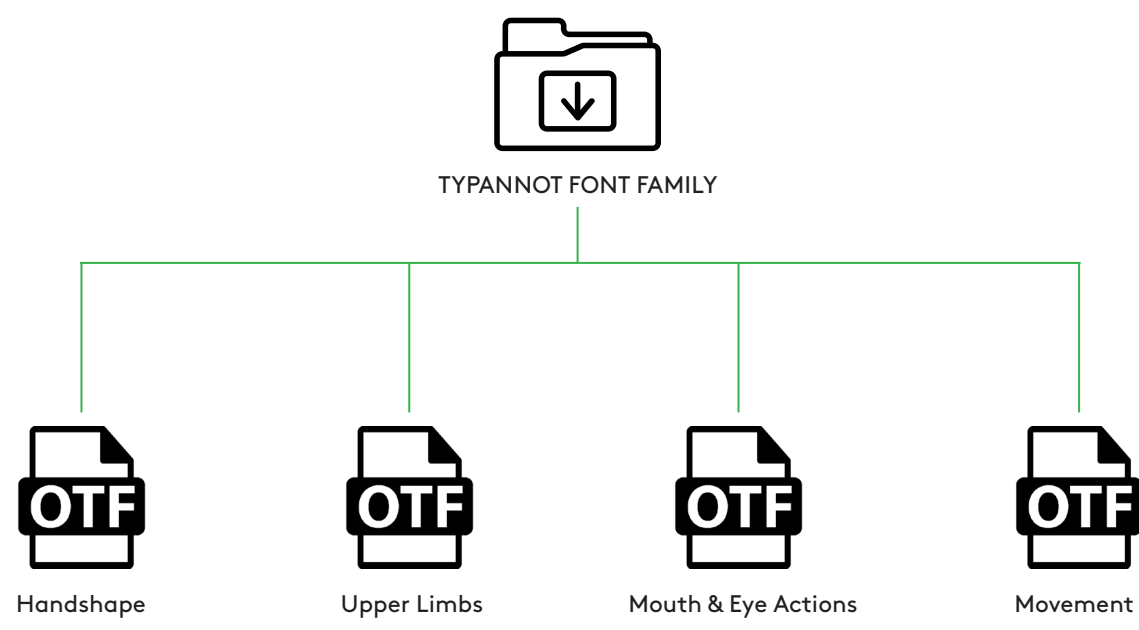 TYPANNOT FONT FAMILY
OTF OTF OTF OTF
Handshape Upper Limbs Mouth & Eye Actions Movement